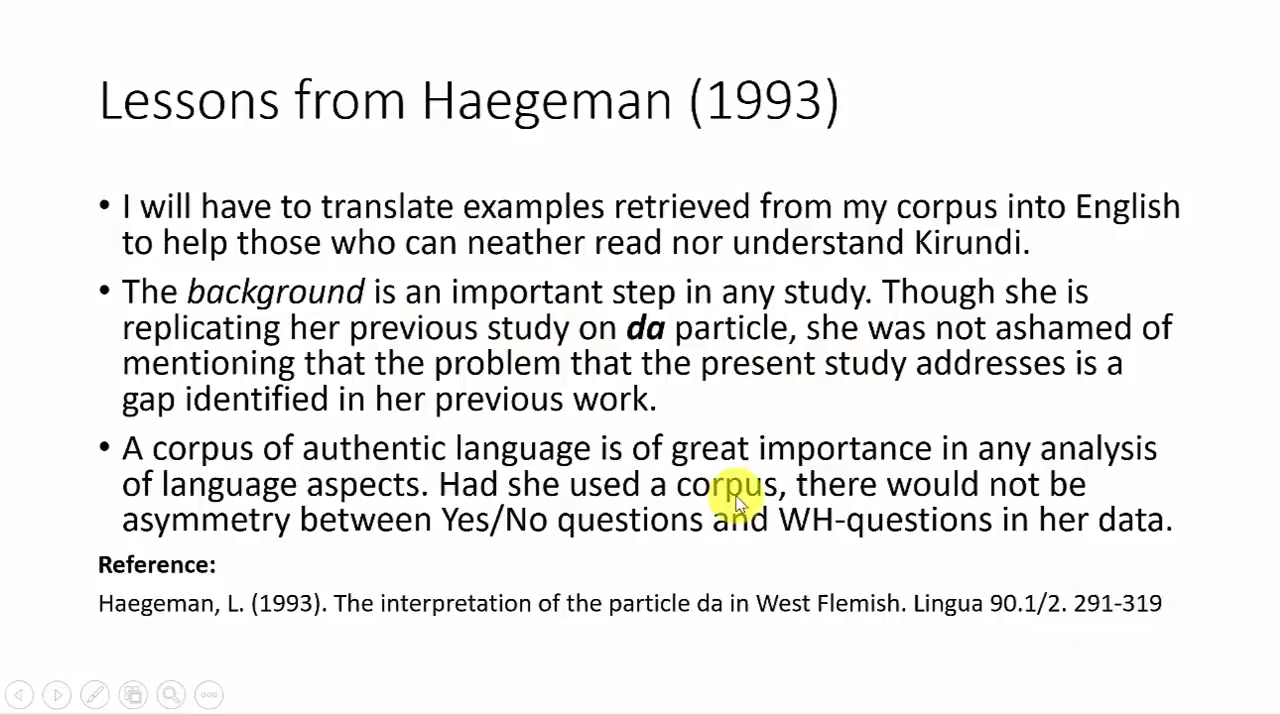 Lessons from Haegeman (1993)
• I will have to translate examples retrieved from my corpus into English
to help those who can neather read nor understand Kirundi.
• The background is an important step in any study. Though she is
replicating her previous study on da particle, she was not ashamed of
mentioning that the problem that the present study addresses is a
gap identified in her previous work.
• A corpus of authentic language is of great importance in any analysis
of language aspects. Had she used a corpus, there would not be
asymmetry between Yes/No questions and WH-questions in her data.
Reference:
Haegeman, L. (1993). The interpretation of the particle da in West Flemish. Lingua 90.1/2. 291-319